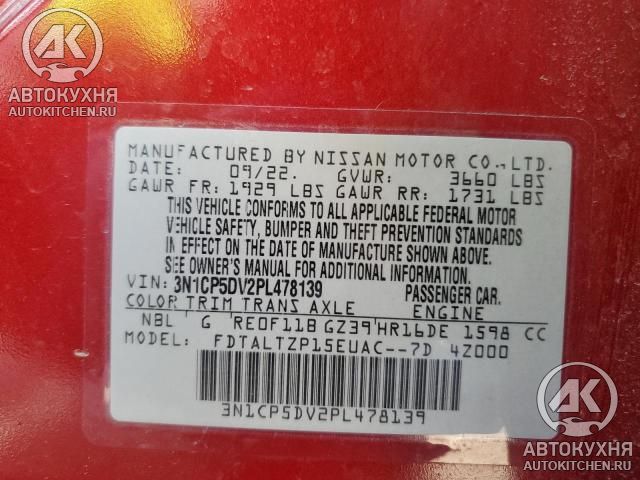 АК
АВТОКУХНЯ
AUTOKITCHEN.RU
MANUFACTURED BY NISSAN MOTOR CO.,LTD.
DATE: 09/22. GVWR: 3660 LBS
GAWR FR: 1929 LBS GAWR RR: 1731 LBS
THIS VEHICLE CONFORMS TO ALL APPLICABLE FEDERAL MOTOR
VEHICLE SAFETY, BUMPER AND THEFT PREVENTION STANDARDS
IN EFFECT ON THE DATE OF MANUFACTURE SHOWN ABOVE.
SEE OWNER'S MANUAL FOR ADDITIONAL INFORMATION.
VIN: 3N1CP5DV2PL478139 PASSENGER CAR.
COLOR TRIM TRANS AXLE ENGINE
NBL G RE0F11B GZ39 HR16DE 1598 CC
MODEL: FDTALTZP15EUAC--7D 4Z000
3N1CP5DV2PL478139
АК
АВТОКУХНЯ
AUTOKITCHEN.RU